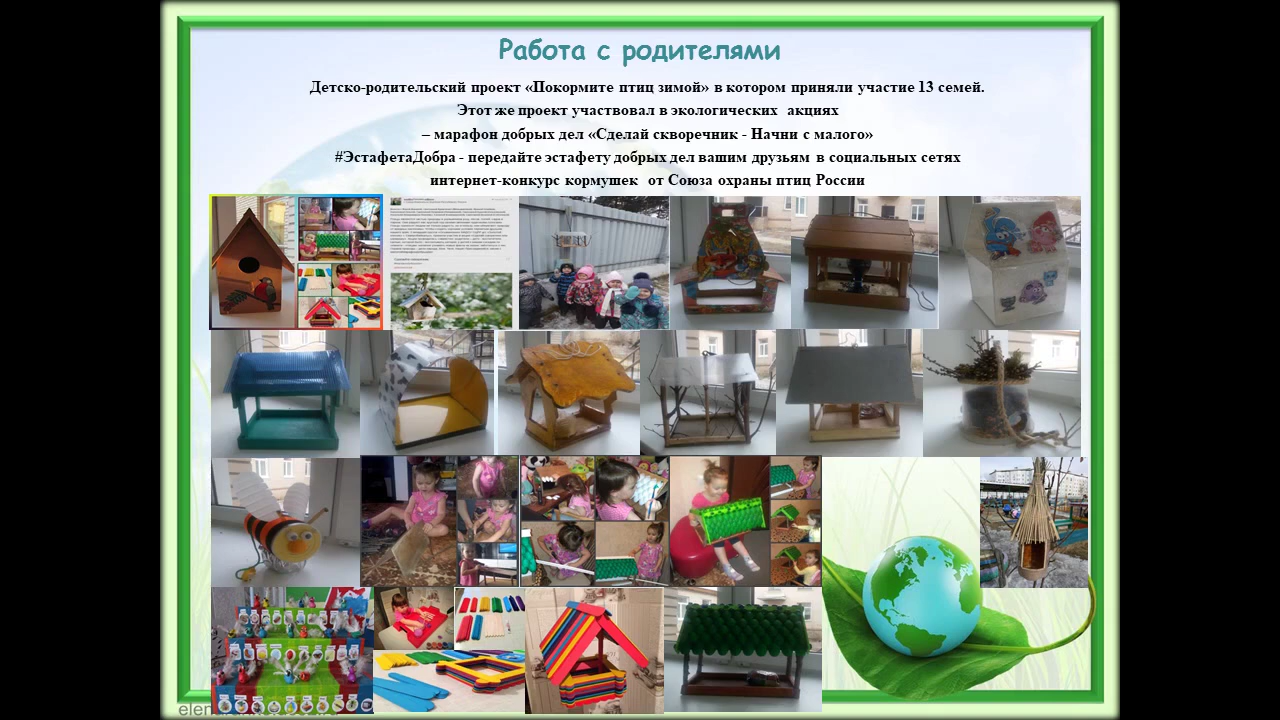 Работа с родителями
Детско-родительский проект «Покормите птиц зимой» в котором приняли участие 13 семей.
Этот же проект участвовал в экологических акциях
– марафон добрых дел «Сделай скворечник - Начни с малого»
#ЭстафетаДобра - передайте эстафету добрых дел вашим друзьям в социальных сетях
интернет-конкурс кормушек от Союза охраны птиц России